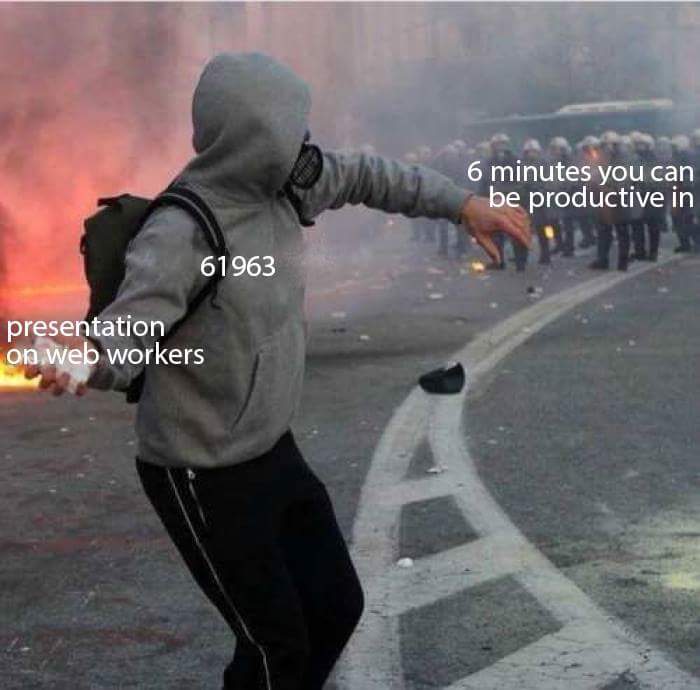 6 minutes you can
be productive in
61963
presentation
on web workers